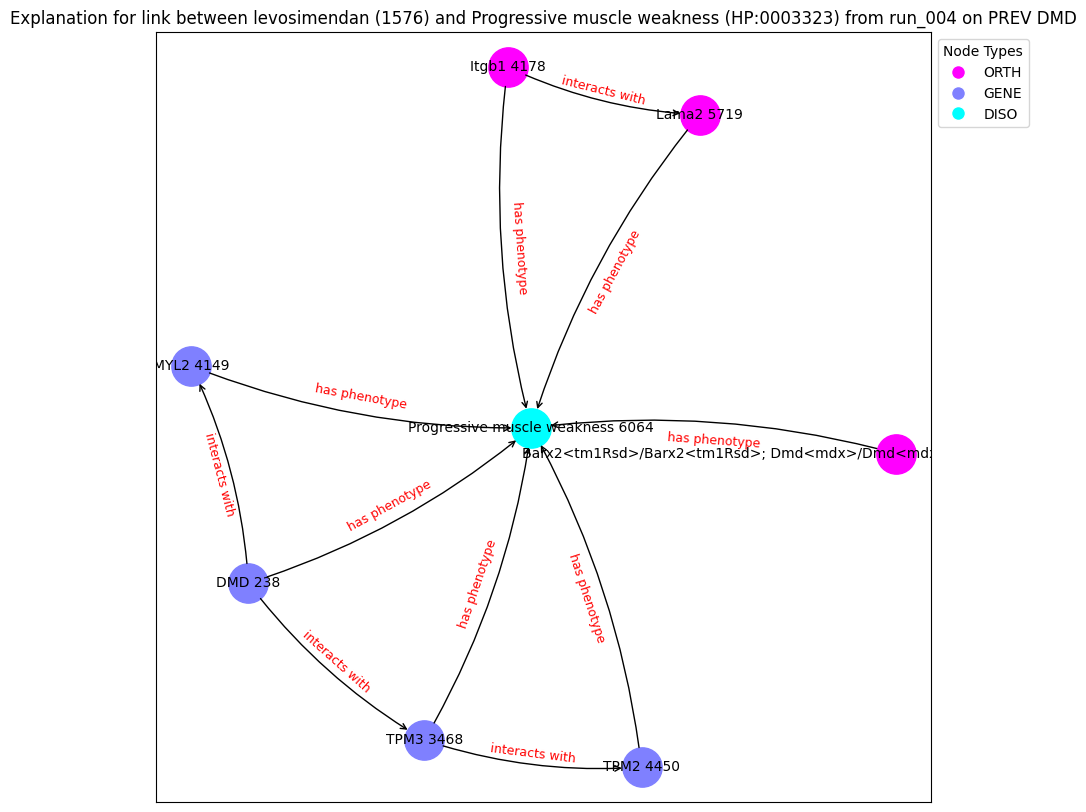 Explanation for link between levosimendan (1576) and Progressive muscle weakness (HP:0003323) from run_004 on PREV DMD
Node Types
ORTH
GENE
DISO
Itgb1 4178
interacts with
Lama2 5719
has phenotype
has phenotype
MYL2 4149
has phenotype
Progressive muscle weakness 6064
has phenotype
Barx2<tm1Rsd>/Barx2<tm1Rsd>; Dmd<mdx>/Dmd<mdx
interacts with
has phenotype
DMD 238
has phenotype
has phenotype
interacts with
TPM3 3468
interacts with
TPM2 4450